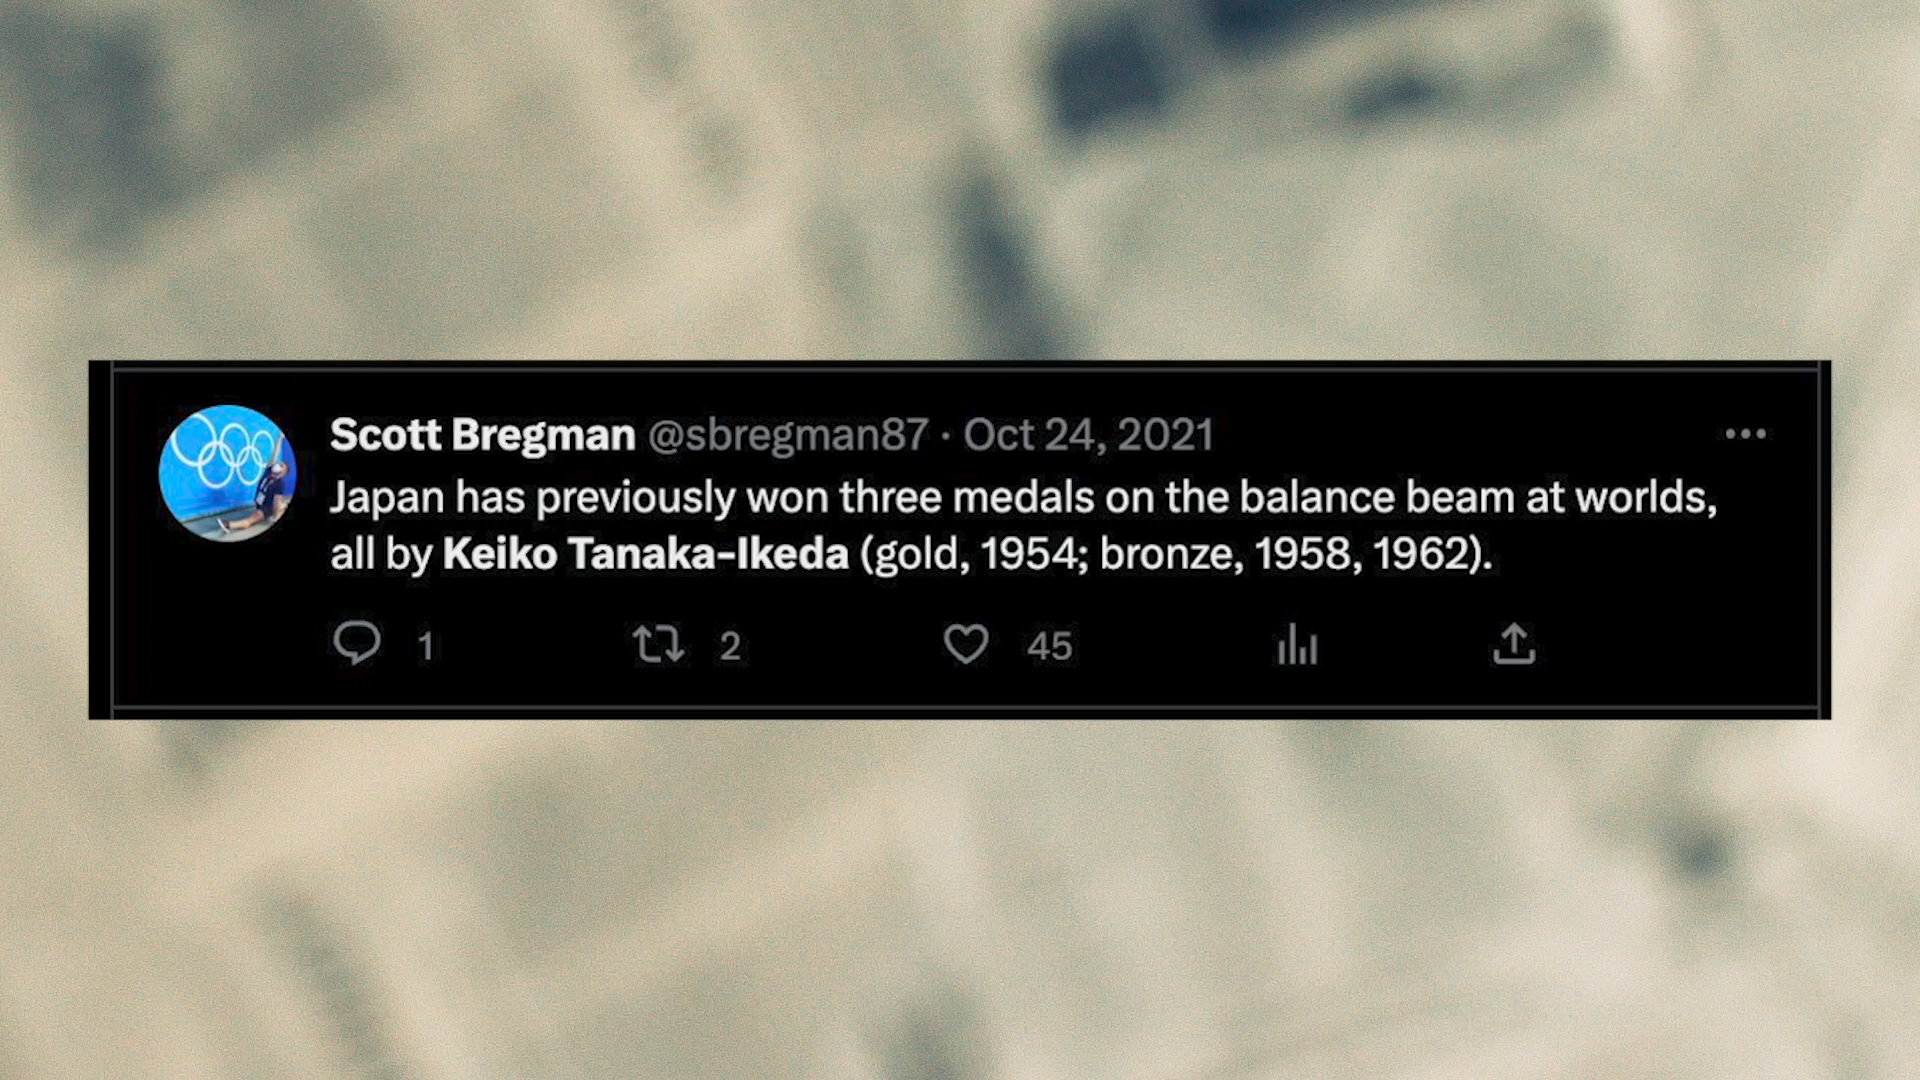 Scott Bregman @sbregman87 · Oct 24, 2021
Japan has previously won three medals on the balance beam at worlds,
all by Keiko Tanaka-Ikeda (gold, 1954; bronze, 1958, 1962).
1 2 45